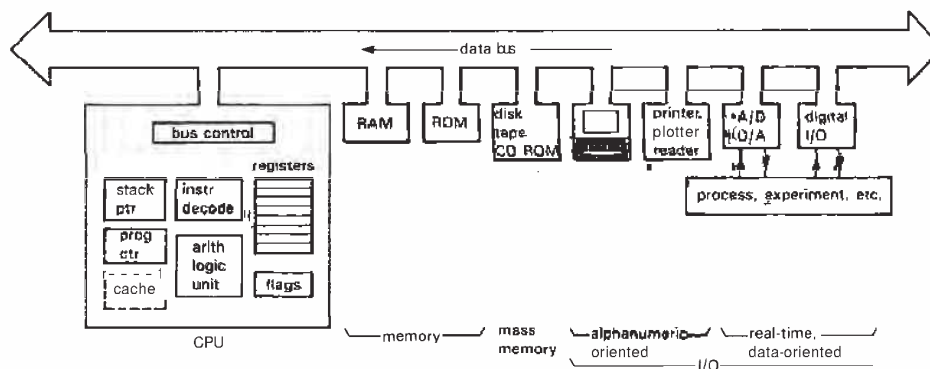 data bus
bus control
registers
stack
ptr
instr
decode
prog
ctr
arith
logic
unit
cache
flags
CPU
RAM
ROM
disk
tape
CD ROM
printer,
plotter
reader
A/D
D/A
digital
I/O
process, experiment, etc.
memory
mass
memory
alphanumeric-
oriented
real-time,
data-oriented
I/O